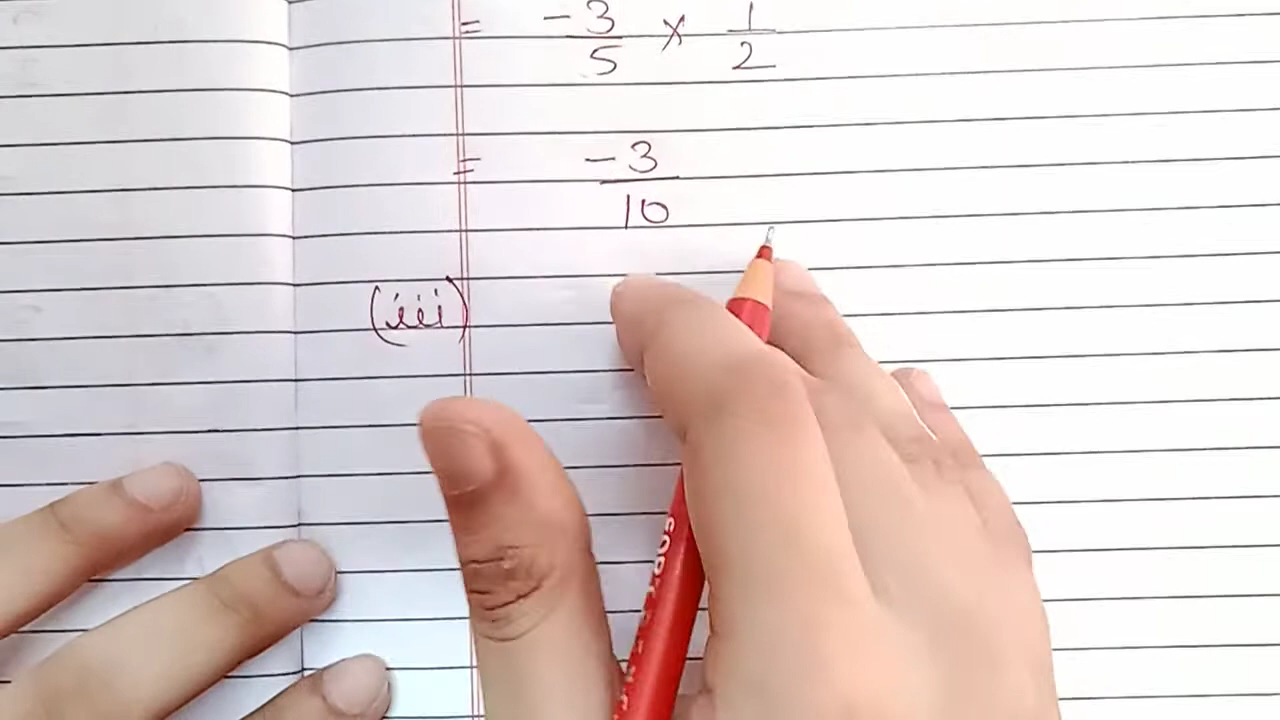 = -3/5 × 1/2
= -3/10
(iii)